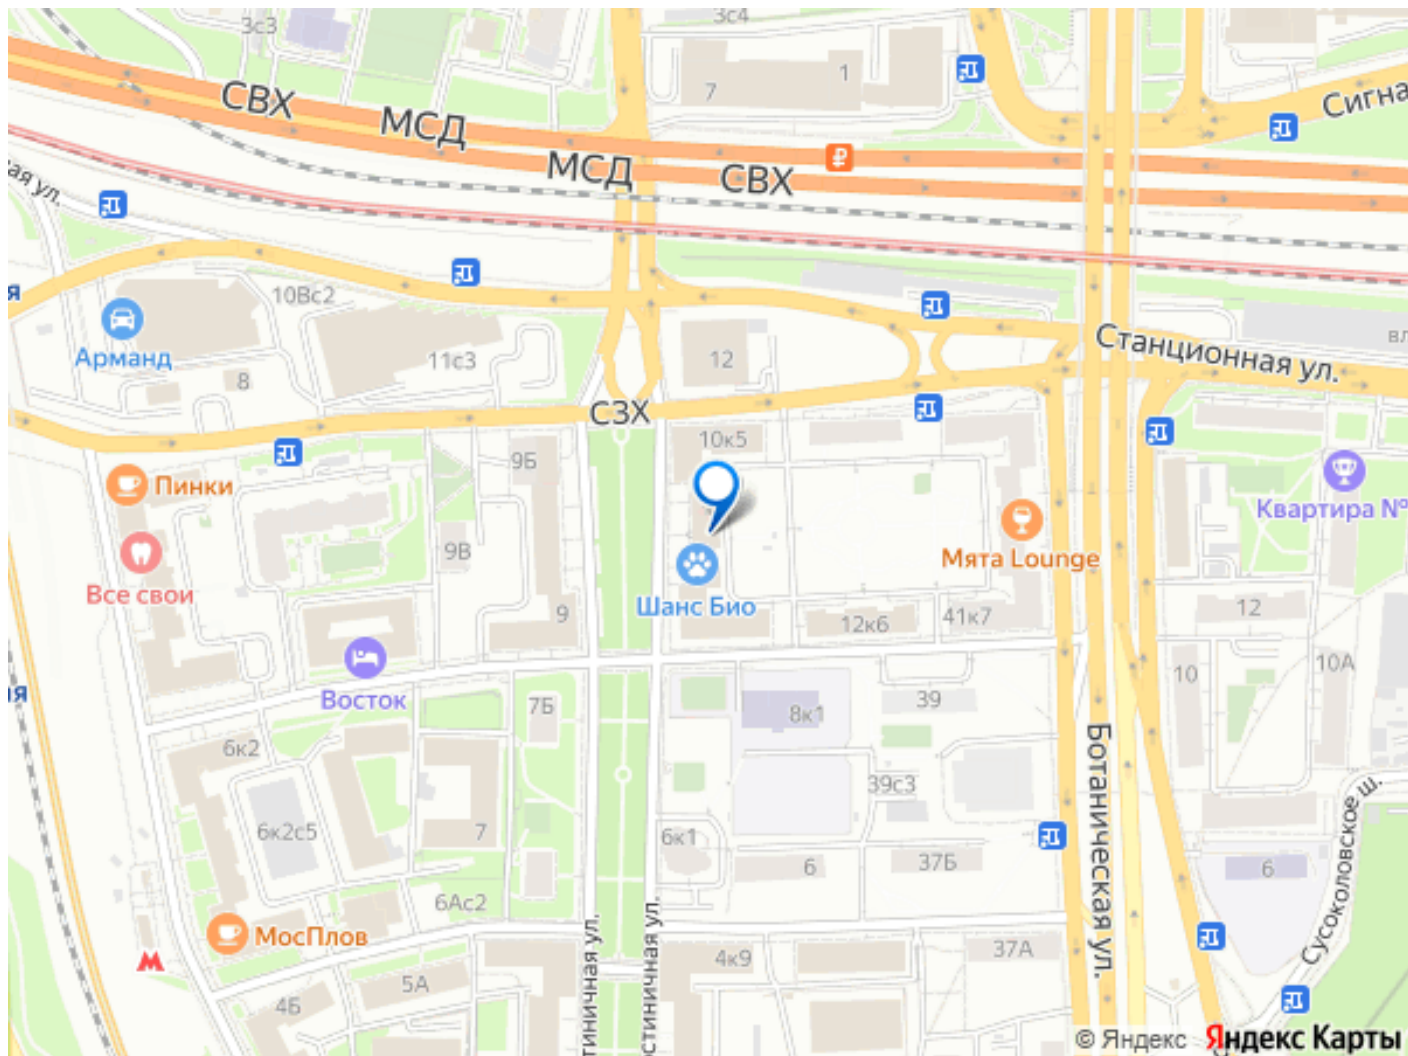 3с3
3с4
1
7
СВХ
МСД
Сигна
МСД
СВХ
ая ул.
я
10Вс2
Арманд
11с3
8
12
Станционная ул.
вл
СЗХ
10к5
9Б
Пинки
Квартира №
9В
Мята Lounge
Все свои
Шанс Био
9
12к6
41к7
12
10А
10
Восток
ая
7Б
39
8к1
6к2
Ботаническая ул.
39с3
6к2с5
7
6к1
6
37Б
6
Сусоколовское ш.
6Ас2
МосПлов
тиничная ул.
остиничная ул.
4к9
37А
5А
4Б
© Яндекс
Яндекс Карты